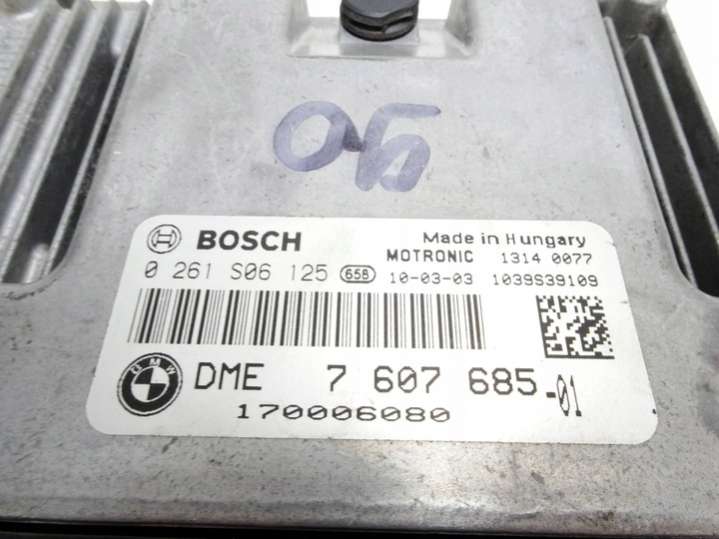 BOSCH Made in Hungary
MOTRONIC 1314 0077
0 261 S06 125 658 10-03-03 1039S39109
BMW DME 7 607 685-01
170006080